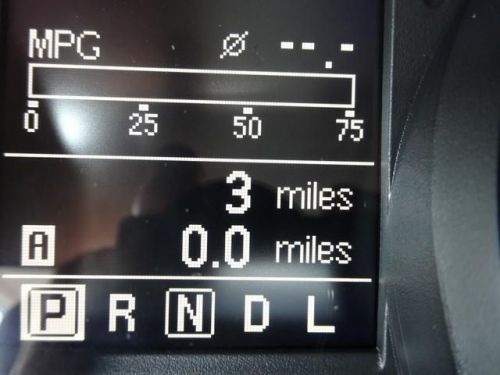 MPG Ø --.-
0 25 50 75
3 miles
A 0.0 miles
P R N D L